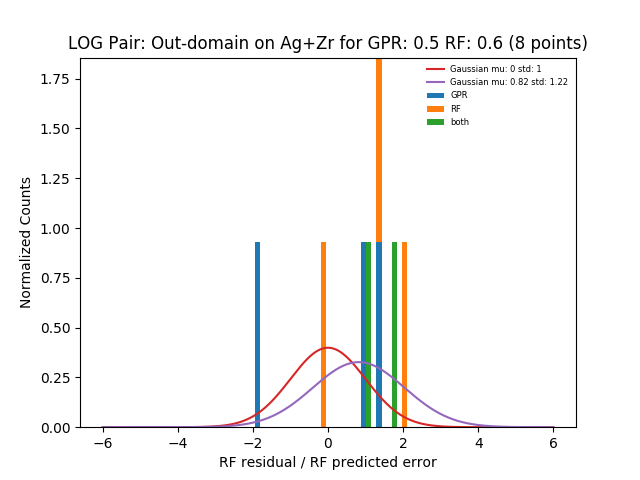 LOG Pair: Out-domain on Ag+Zr for GPR: 0.5 RF: 0.6 (8 points)
Gaussian mu: 0 std: 1
Gaussian mu: 0.82 std: 1.22
GPR
RF
both
Normalized Counts
1.75
1.50
1.25
1.00
0.75
0.50
0.25
0.00
−6 −4 −2 0 2 4 6
RF residual / RF predicted error